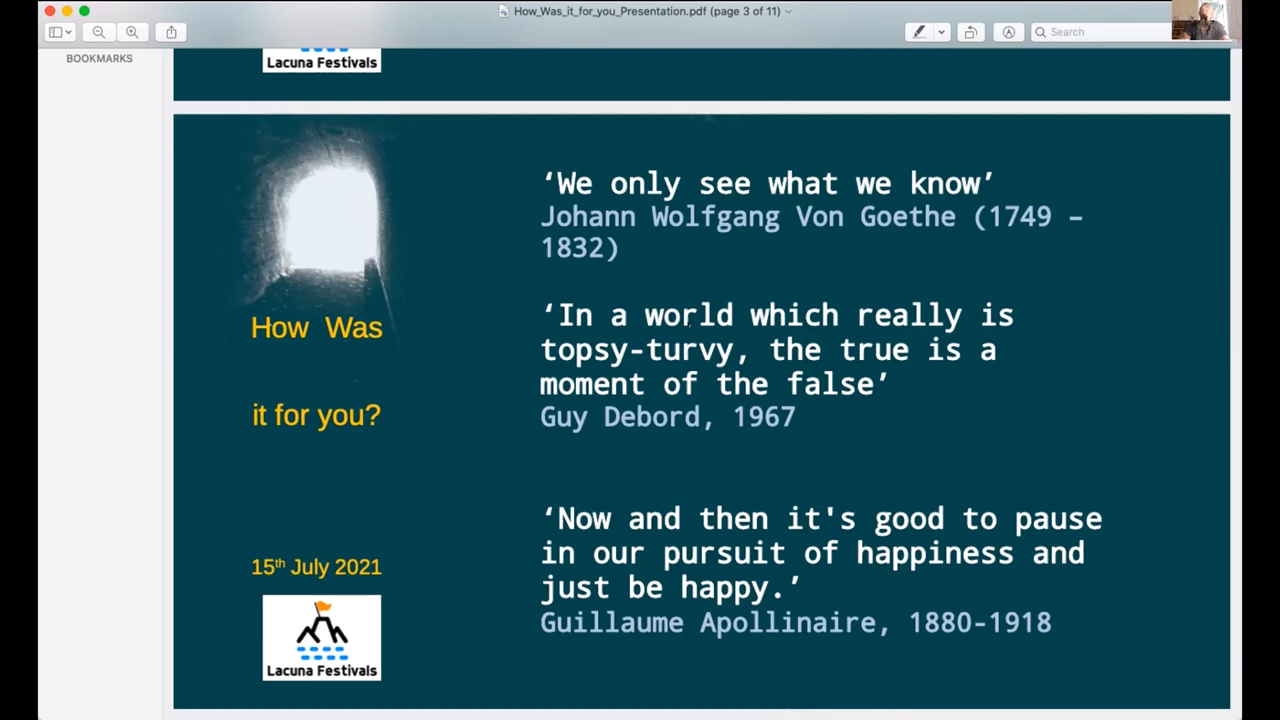 How_Was_it_for_you_Presentation.pdf (page 3 of 11)
Search
BOOKMARKS
Lacuna Festivals
How Was
it for you?
15th July 2021
Lacuna Festivals
‘We only see what we know’
Johann Wolfgang Von Goethe (1749 –
1832)
‘In a world which really is
topsy-turvy, the true is a
moment of the false’
Guy Debord, 1967
‘Now and then it's good to pause
in our pursuit of happiness and
just be happy.’
Guillaume Apollinaire, 1880-1918